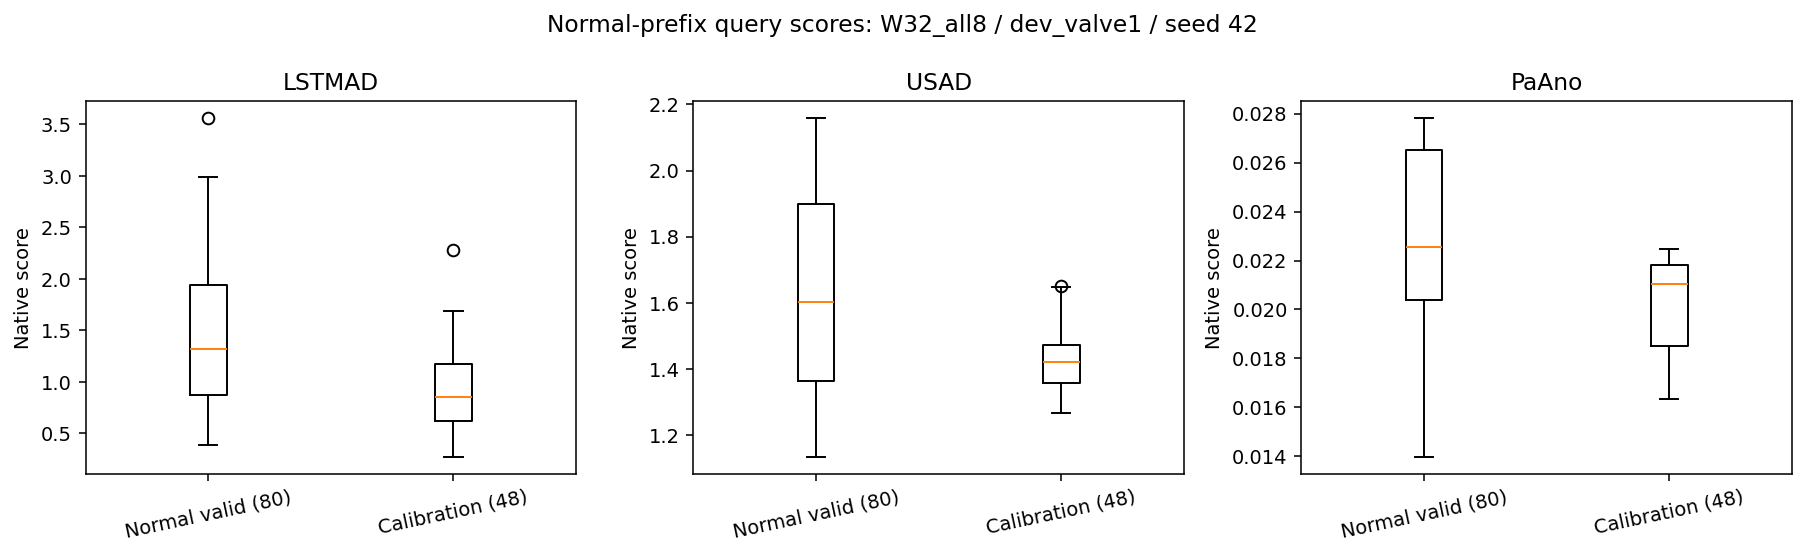 Normal-prefix query scores: W32_all8 / dev_valve1 / seed 42
LSTMAD
Native score
3.5
3.0
2.5
2.0
1.5
1.0
0.5
Normal valid (80)
Calibration (48)
USAD
Native score
2.2
2.0
1.8
1.6
1.4
1.2
Normal valid (80)
Calibration (48)
PaAno
Native score
0.028
0.026
0.024
0.022
0.020
0.018
0.016
0.014
Normal valid (80)
Calibration (48)